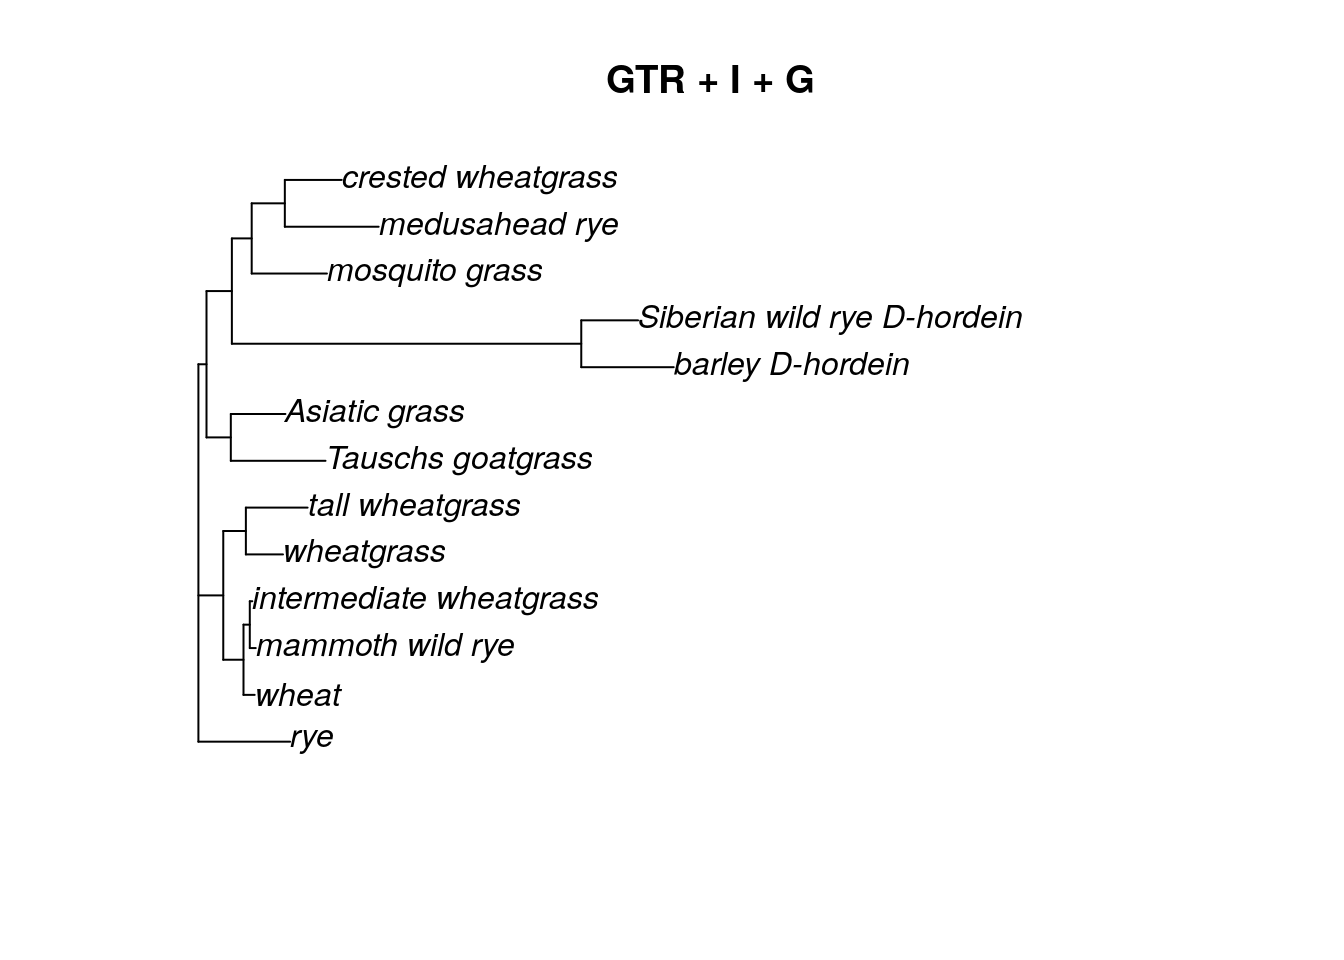 GTR + I + G
crested wheatgrass
medusahead rye
mosquito grass
Siberian wild rye D-hordein
barley D-hordein
Asiatic grass
Tauschs goatgrass
tall wheatgrass
wheatgrass
intermediate wheatgrass
mammoth wild rye
wheat
rye